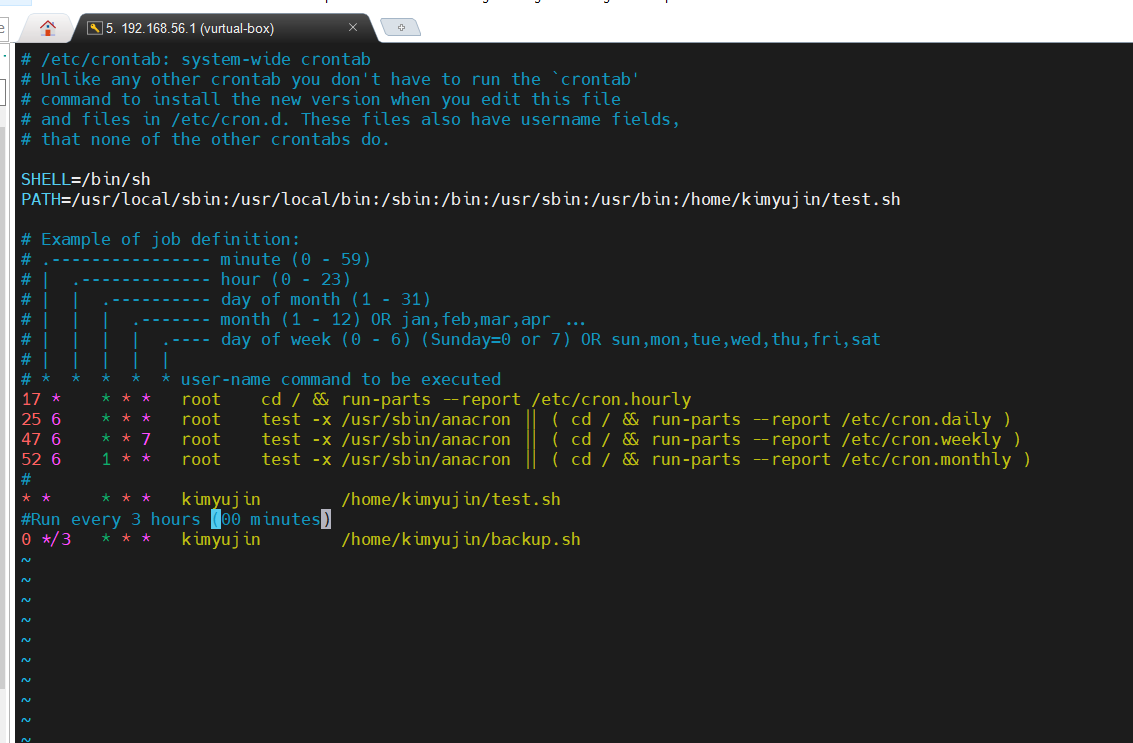 5. 192.168.56.1 (vurtual-box)
# /etc/crontab: system-wide crontab
# Unlike any other crontab you don't have to run the `crontab'
# command to install the new version when you edit this file
# and files in /etc/cron.d. These files also have username fields,
# that none of the other crontabs do.
SHELL=/bin/sh
PATH=/usr/local/sbin:/usr/local/bin:/sbin:/bin:/usr/sbin:/usr/bin:/home/kimyujin/test.sh
# Example of job definition:
# .---------------- minute (0 - 59)
# |  .------------- hour (0 - 23)
# |  |  .---------- day of month (1 - 31)
# |  |  |  .------- month (1 - 12) OR jan,feb,mar,apr ...
# |  |  |  |  .---- day of week (0 - 6) (Sunday=0 or 7) OR sun,mon,tue,wed,thu,fri,sat
# |  |  |  |  |
# *  *  *  *  * user-name command to be executed
17 *    * * *   root    cd / && run-parts --report /etc/cron.hourly
25 6    * * *   root    test -x /usr/sbin/anacron || ( cd / && run-parts --report /etc/cron.daily )
47 6    * * 7   root    test -x /usr/sbin/anacron || ( cd / && run-parts --report /etc/cron.weekly )
52 6    1 * *   root    test -x /usr/sbin/anacron || ( cd / && run-parts --report /etc/cron.monthly )
#
* *     * * *   kimyujin        /home/kimyujin/test.sh
#Run every 3 hours (00 minutes)
0 */3   * * *   kimyujin        /home/kimyujin/backup.sh
~
~
~
~
~
~
~
~
~
~